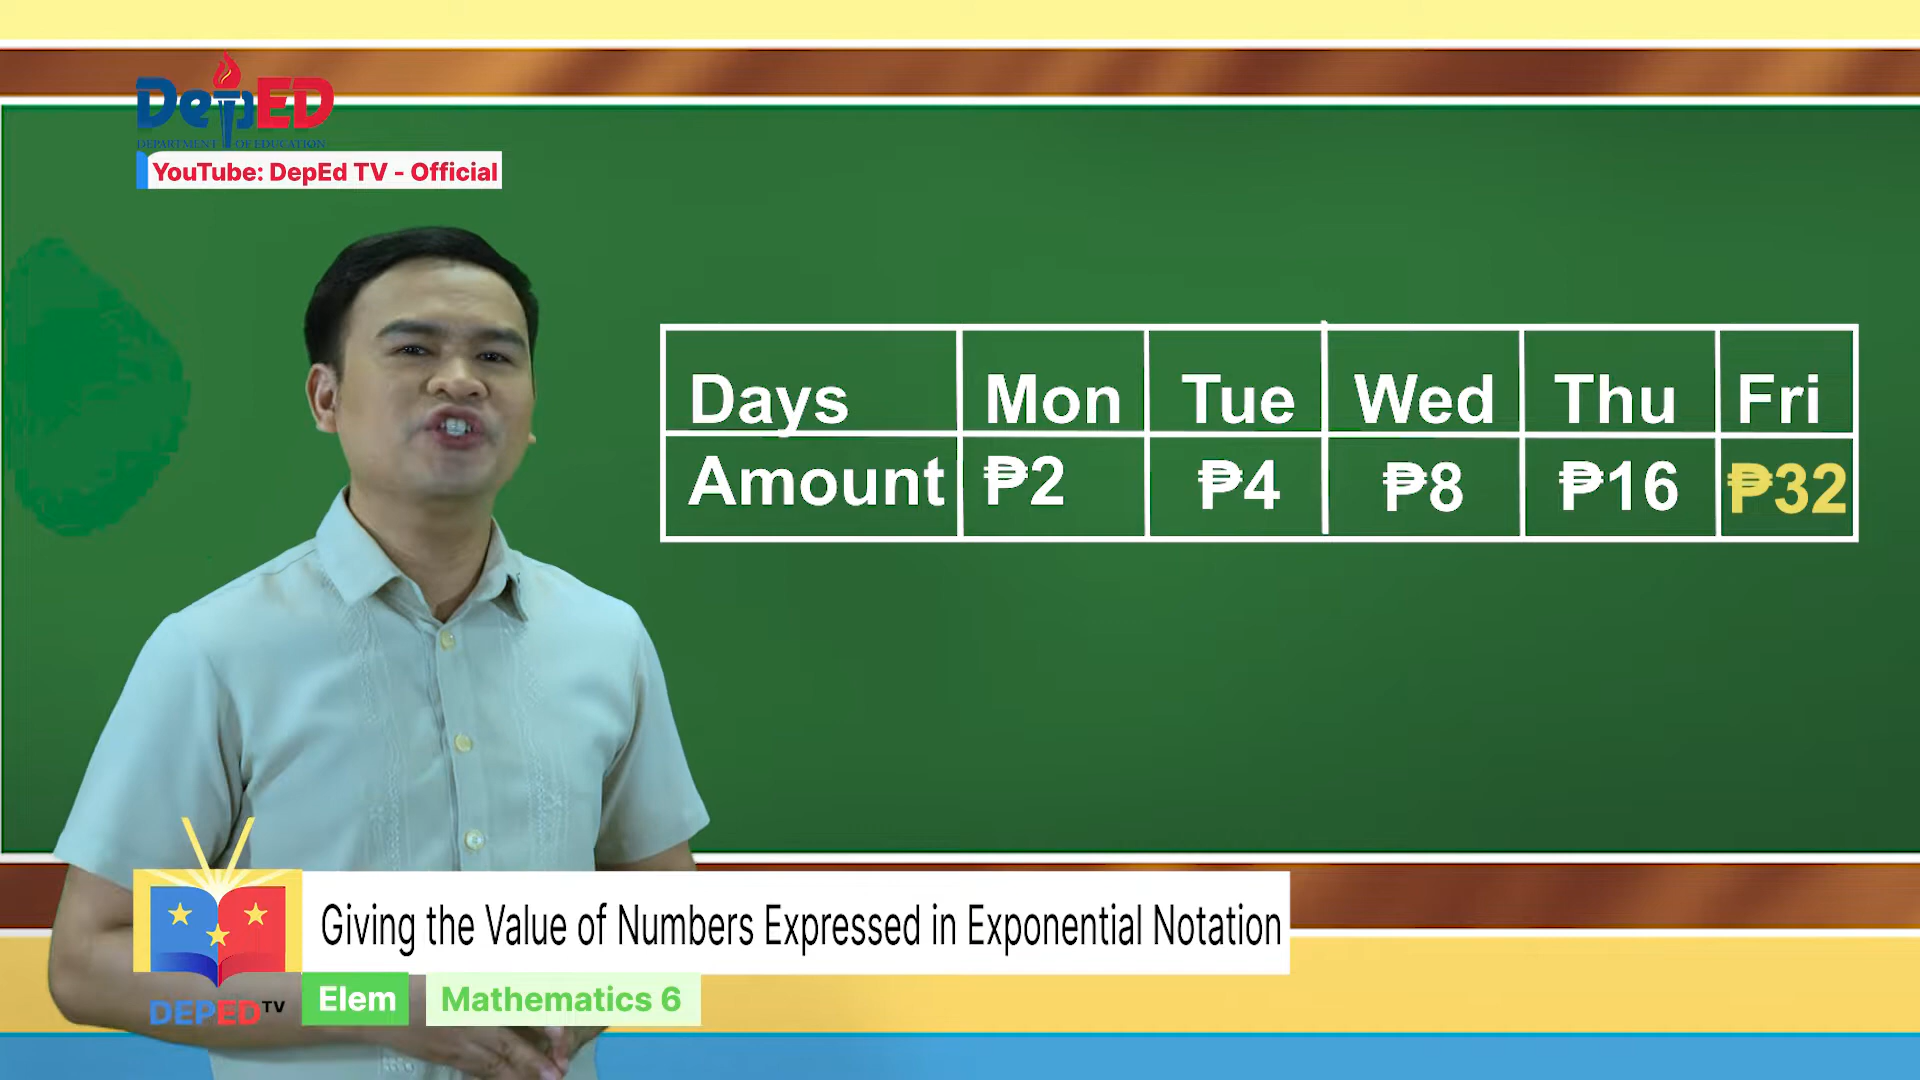 DepED
DEPARTMENT OF EDUCATION
YouTube: DepEd TV - Official
Days Mon Tue Wed Thu Fri
Amount ₱2 ₱4 ₱8 ₱16 ₱32
Giving the Value of Numbers Expressed in Exponential Notation
DEPED TV
Elem Mathematics 6